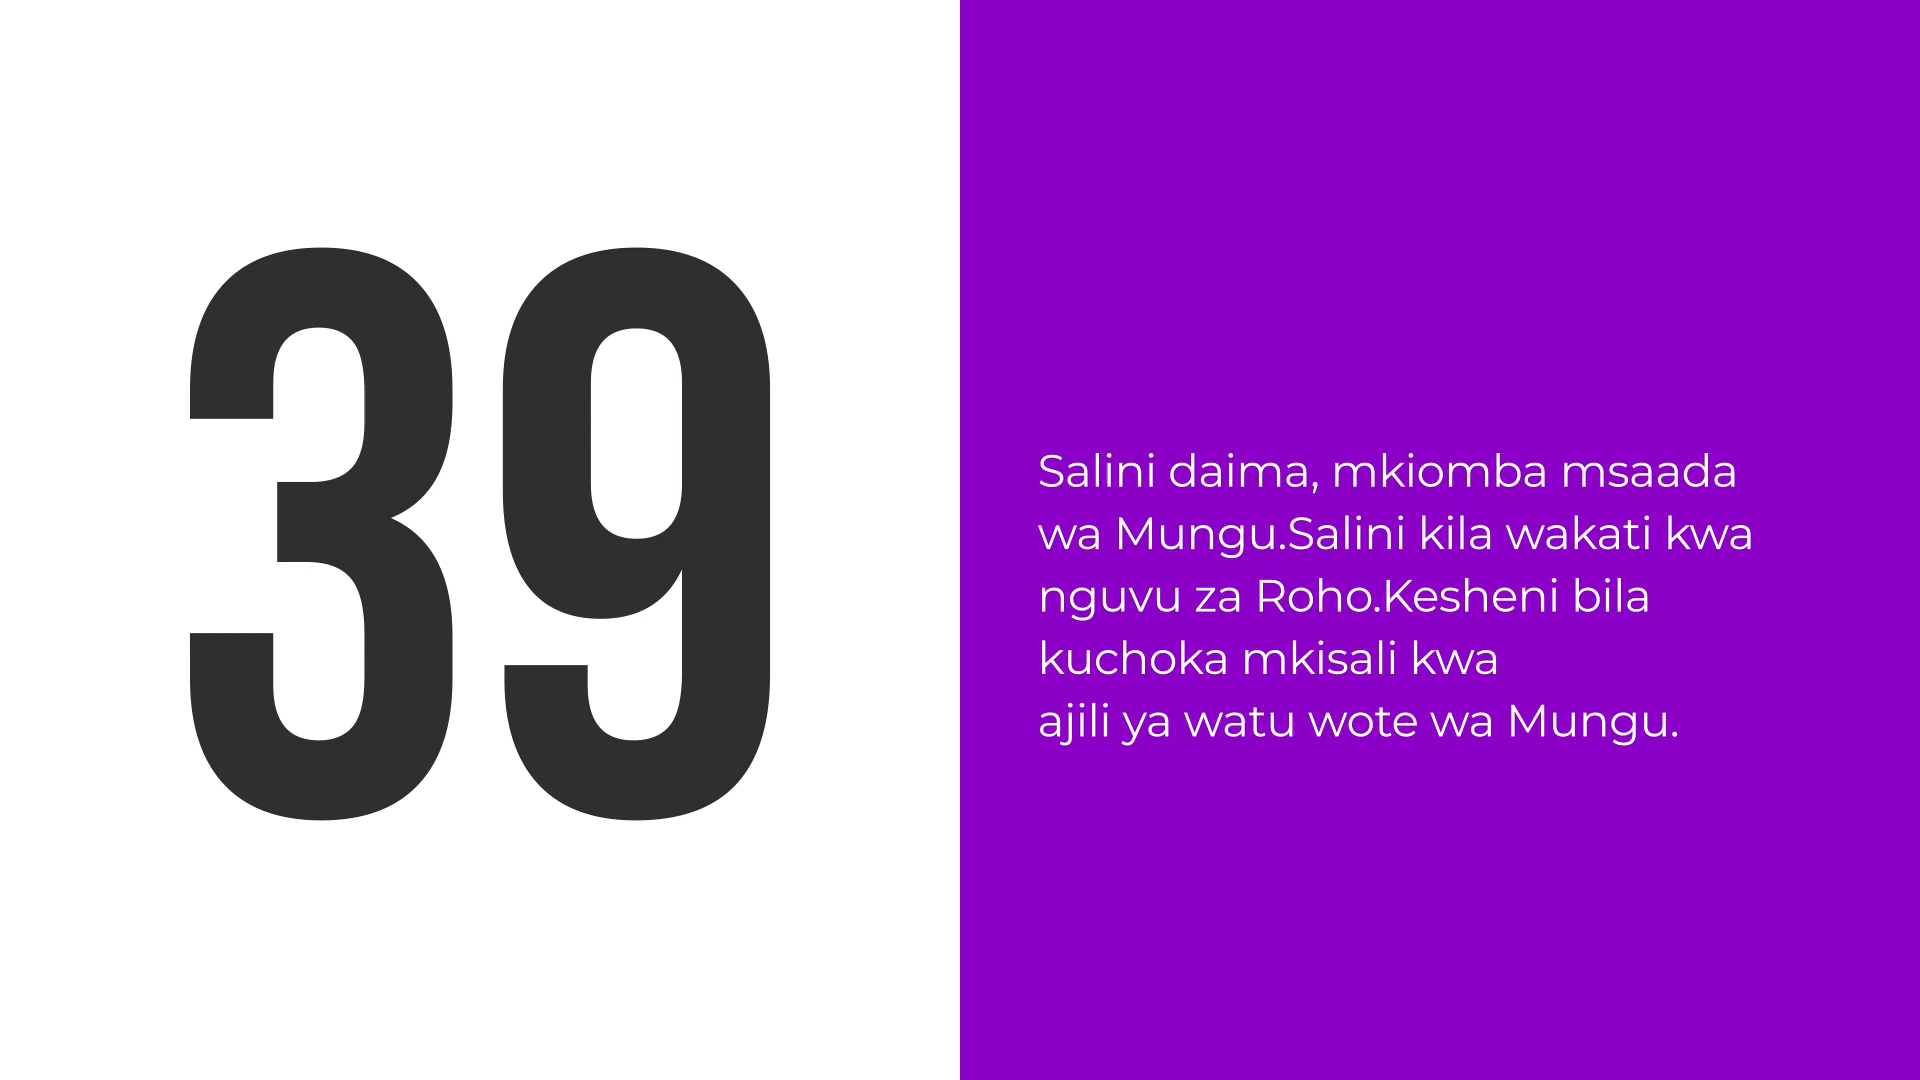 39
Salini daima, mkiomba msaada
wa Mungu.Salini kila wakati kwa
nguvu za Roho.Kesheni bila
kuchoka mkisali kwa
ajili ya watu wote wa Mungu.